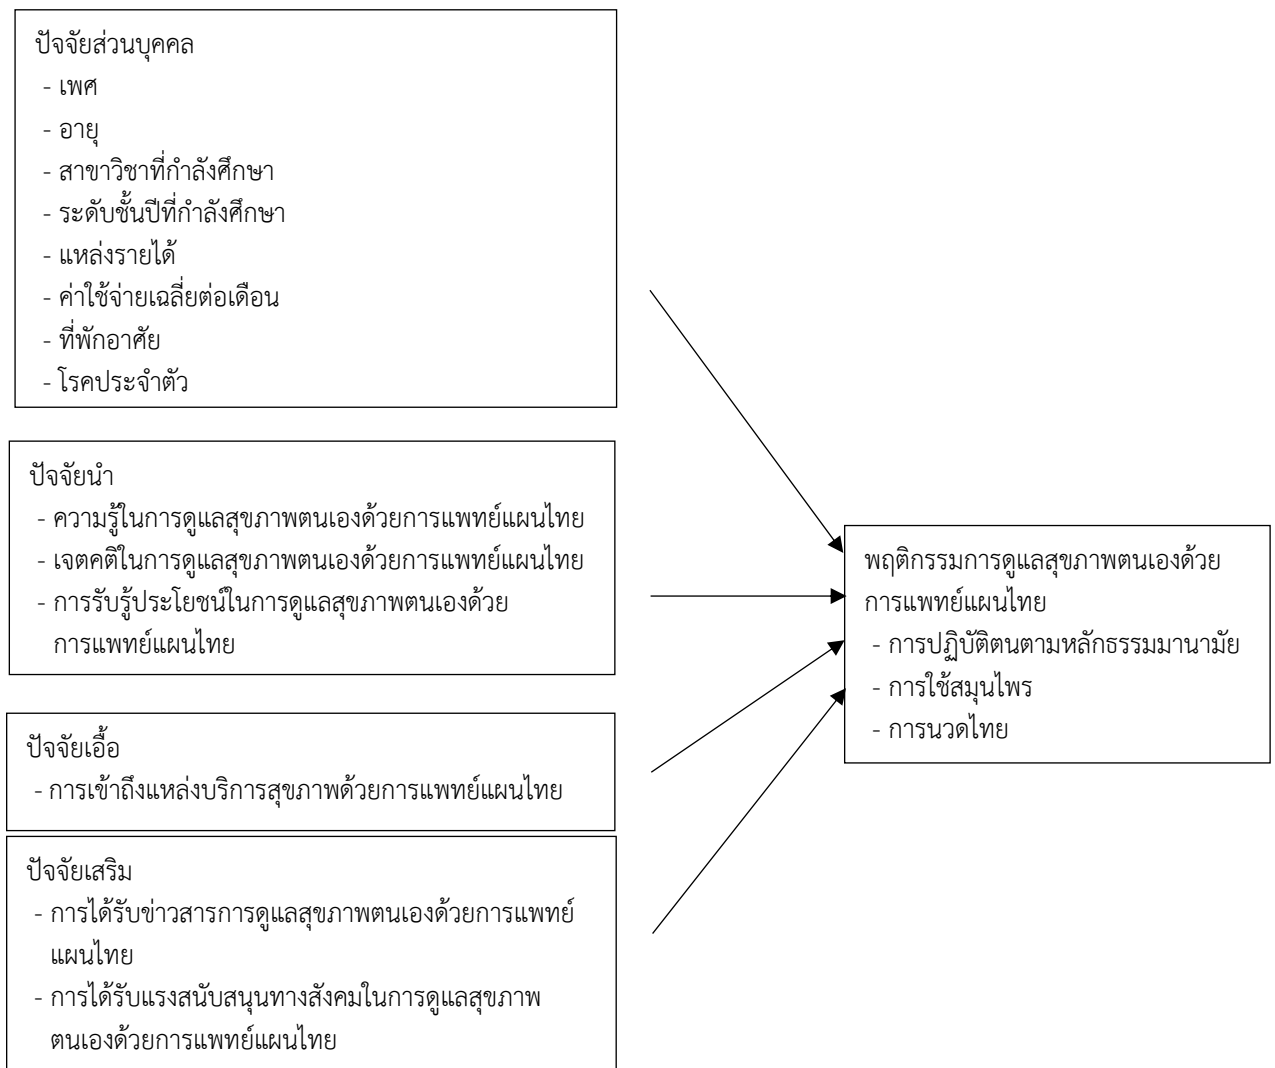 ปัจจัยส่วนบุคคล
- เพศ
- อายุ
- สาขาวิชาที่กำลังศึกษา
- ระดับชั้นปีที่กำลังศึกษา
- แหล่งรายได้
- ค่าใช้จ่ายเฉลี่ยต่อเดือน
- ที่พักอาศัย
- โรคประจำตัว
ปัจจัยนำ
- ความรู้ในการดูแลสุขภาพตนเองด้วยการแพทย์แผนไทย
- เจตคติในการดูแลสุขภาพตนเองด้วยการแพทย์แผนไทย
- การรับรู้ประโยชน์ในการดูแลสุขภาพตนเองด้วย
การแพทย์แผนไทย
ปัจจัยเอื้อ
- การเข้าถึงแหล่งบริการสุขภาพด้วยการแพทย์แผนไทย
ปัจจัยเสริม
- การได้รับข่าวสารการดูแลสุขภาพตนเองด้วยการแพทย์
แผนไทย
- การได้รับแรงสนับสนุนทางสังคมในการดูแลสุขภาพ
ตนเองด้วยการแพทย์แผนไทย
พฤติกรรมการดูแลสุขภาพตนเองด้วย
การแพทย์แผนไทย
- การปฏิบัติตนตามหลักธรรมมานามัย
- การใช้สมุนไพร
- การนวดไทย